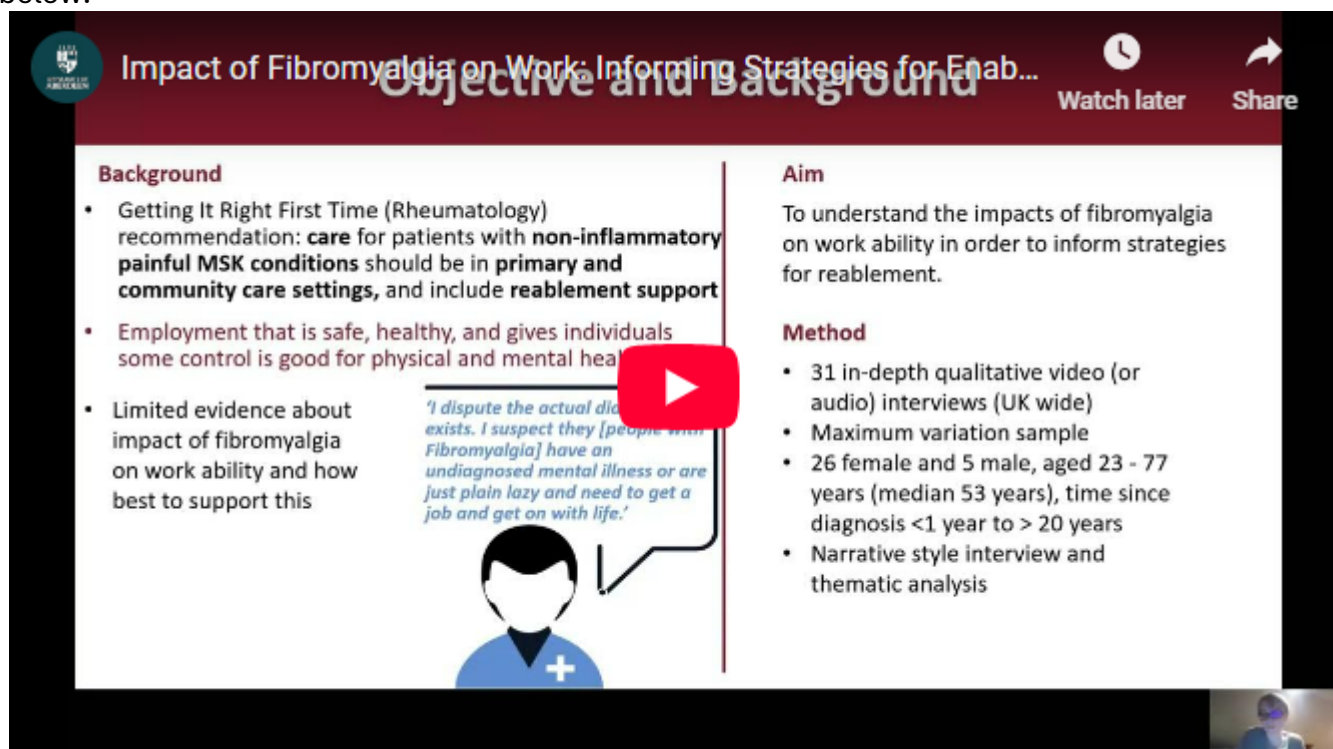 below.
Impact of Fibromyalgia on Work: Informing Strategies for Enab...
Objective and Background
Watch later
Share
Background
• Getting It Right First Time (Rheumatology)
recommendation: care for patients with non-inflammatory
painful MSK conditions should be in primary and
community care settings, and include reablement support
• Employment that is safe, healthy, and gives individuals
some control is good for physical and mental
• Limited evidence about
impact of fibromyalgia
on work ability and how
best to support this
'I dispute the actual
exists. I suspect they [people with
Fibromyalgia] have an
undiagnosed mental illness or are
just plain lazy and need to get a
job and get on with life.'
Aim
To understand the impacts of fibromyalgia
on work ability in order to inform strategies
for reablement.
Method
• 31 in-depth qualitative video (or
audio) interviews (UK wide)
• Maximum variation sample
• 26 female and 5 male, aged 23 - 77
years (median 53 years), time since
diagnosis <1 year to > 20 years
• Narrative style interview and
thematic analysis